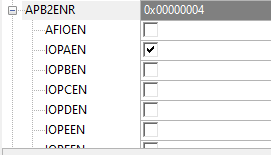 APB2ENR 0x00000004
AFIOEN
IOPAEN
IOPBEN
IOPCEN
IOPDEN
IOPEEN